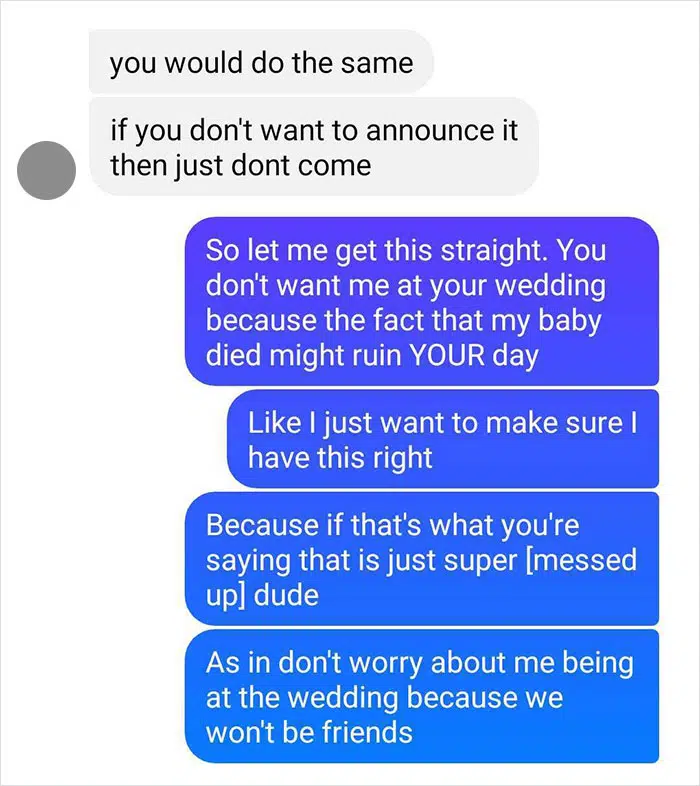 you would do the same
if you don't want to announce it
then just dont come
So let me get this straight. You
don't want me at your wedding
because the fact that my baby
died might ruin YOUR day
Like I just want to make sure I
have this right
Because if that's what you're
saying that is just super [messed
up] dude
As in don't worry about me being
at the wedding because we
won't be friends